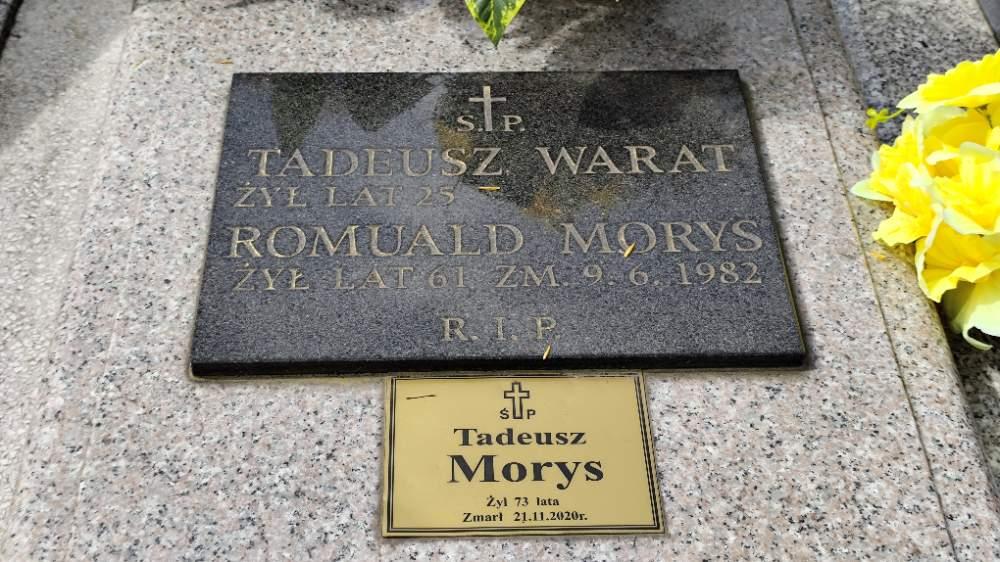 Ś.P.
TADEUSZ WARAT
ŻYŁ LAT 25
ROMUALD MORYS
ŻYŁ LAT 61 ZM. 9. 6. 1982
R. I. P.
Ś P
Tadeusz
Morys
Żył 73 lata
Zmarł 21.11.2020r.